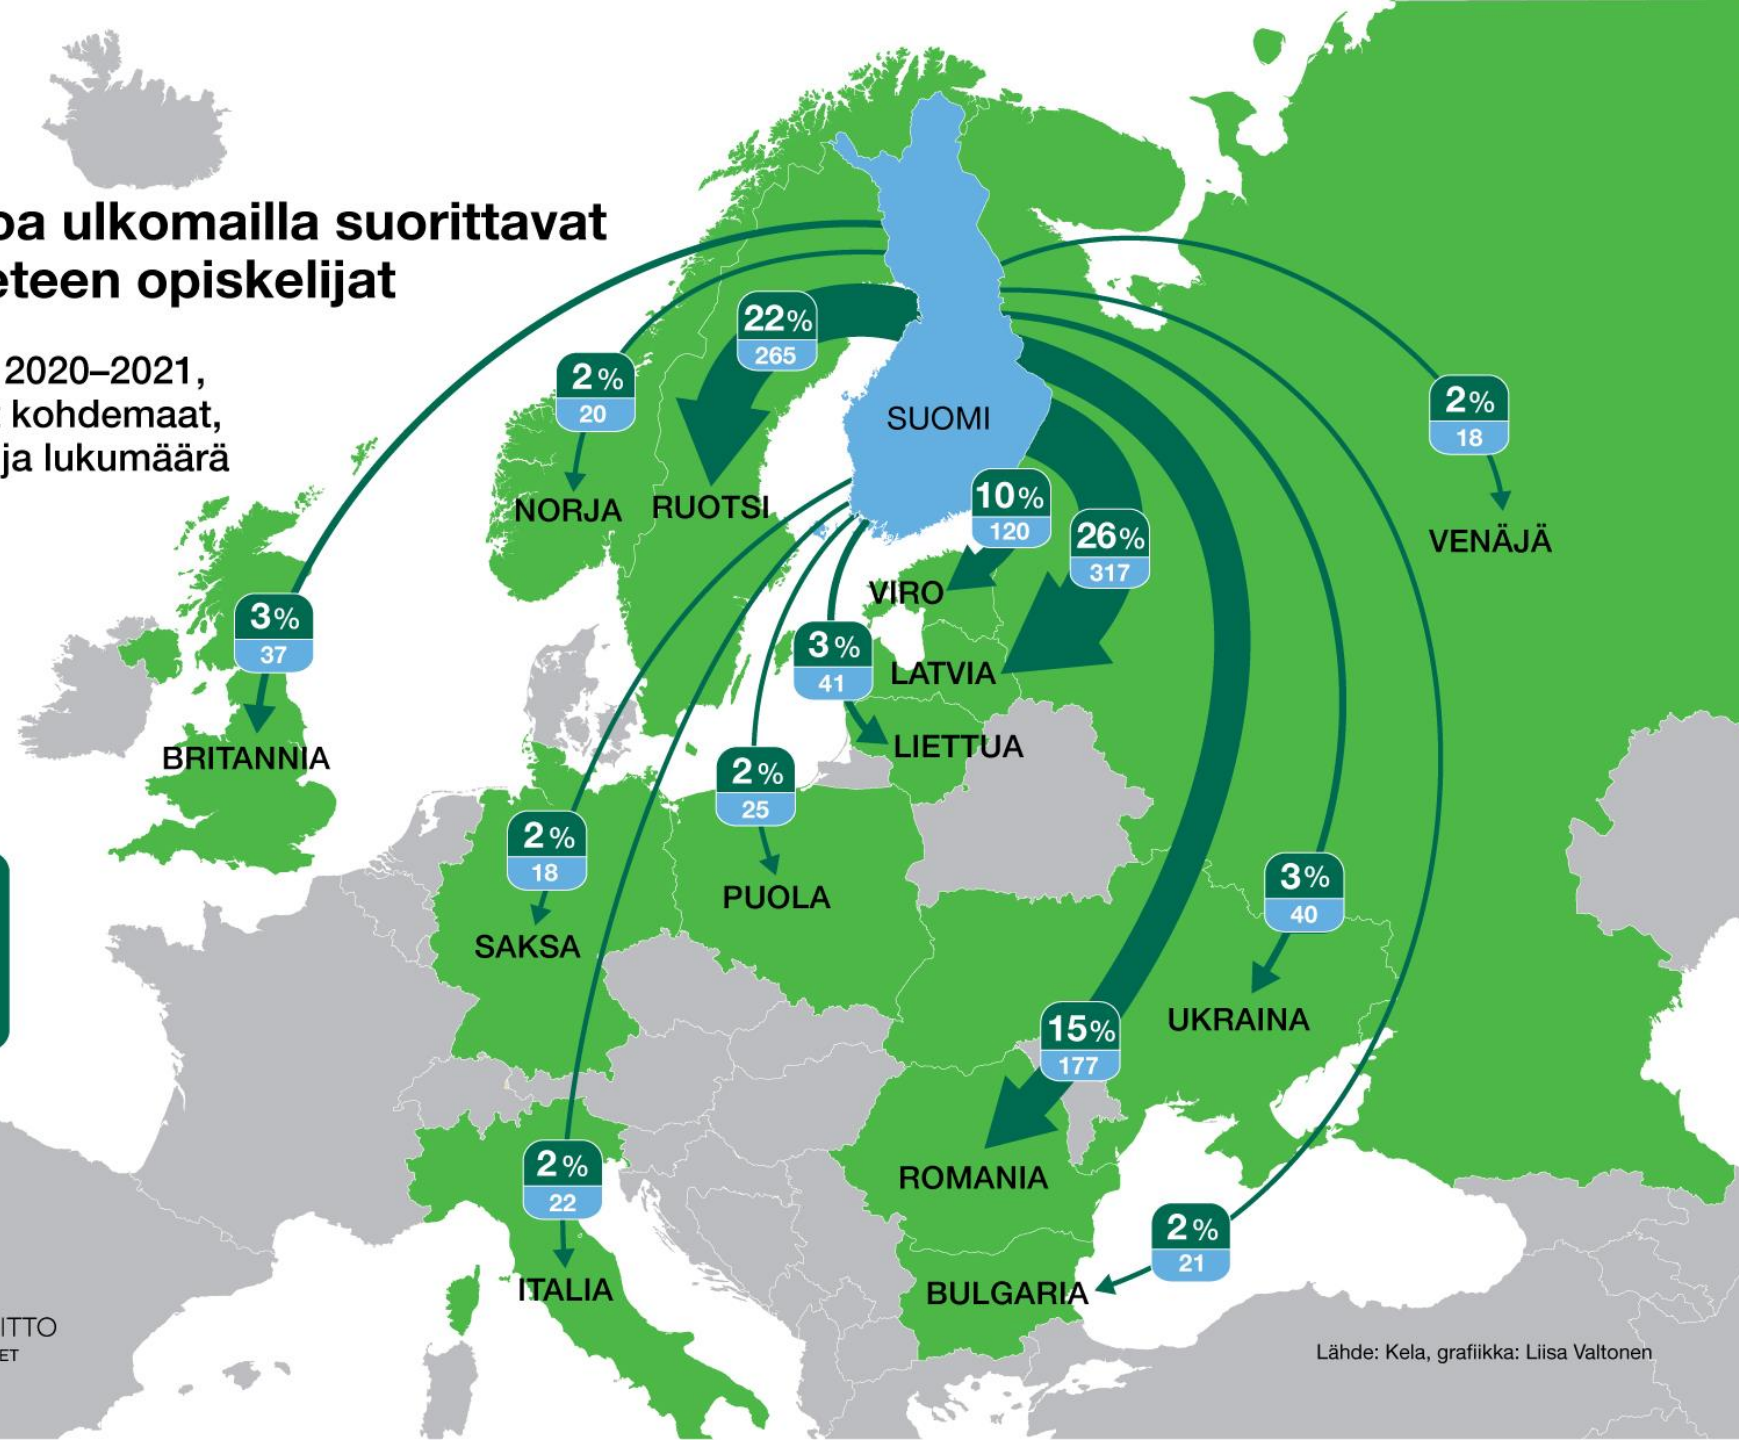 oa ulkomailla suorittavat
eteen opiskelijat
2020–2021,
kohdemaat,
ja lukumäärä
SUOMI
22%
265
RUOTSI
2%
20
NORJA
2%
18
VENÄJÄ
10%
120
VIRO
26%
317
LATVIA
3%
37
BRITANNIA
3%
41
LIETTUA
2%
25
PUOLA
2%
18
SAKSA
3%
40
UKRAINA
15%
177
ROMANIA
2%
22
ITALIA
2%
21
BULGARIA
ITTO
ET
Lähde: Kela, grafiikka: Liisa Valtonen